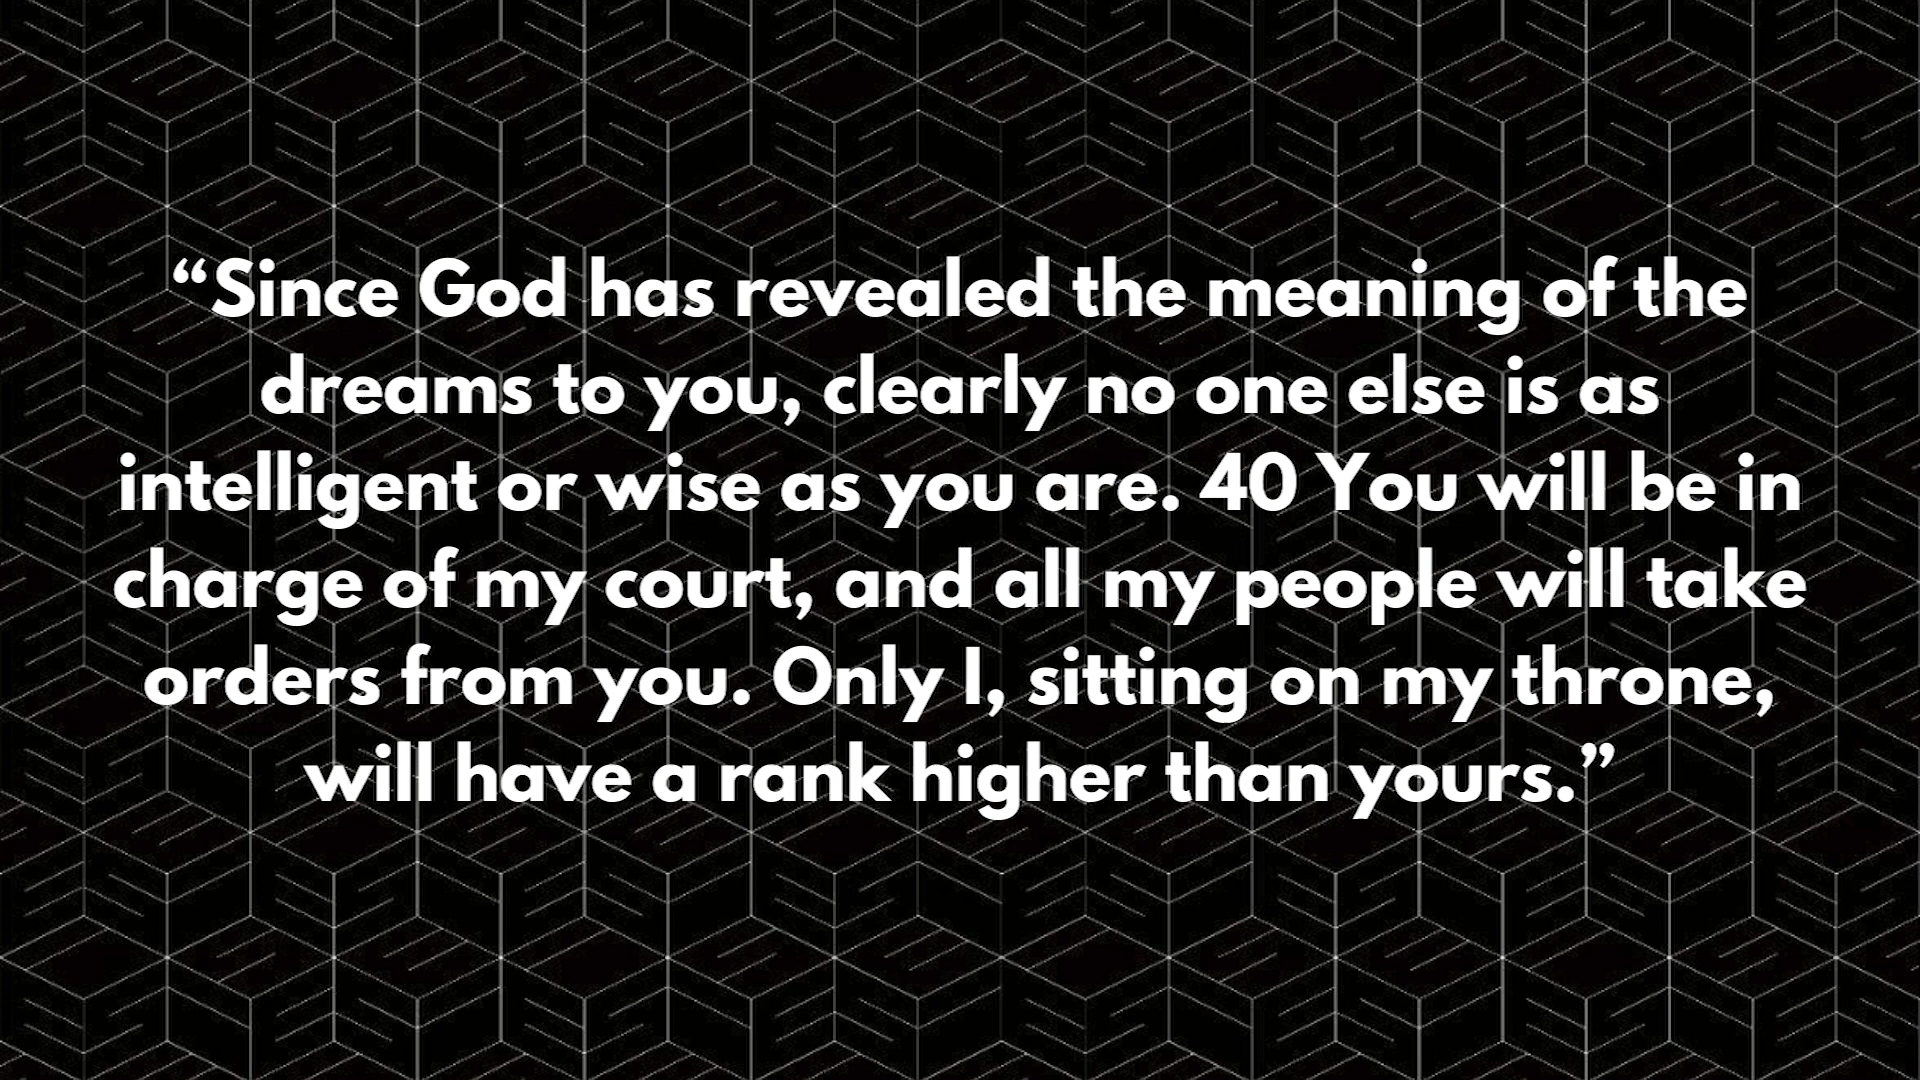 “Since God has revealed the meaning of the
dreams to you, clearly no one else is as
intelligent or wise as you are. 40 You will be in
charge of my court, and all my people will take
orders from you. Only I, sitting on my throne,
will have a rank higher than yours.”